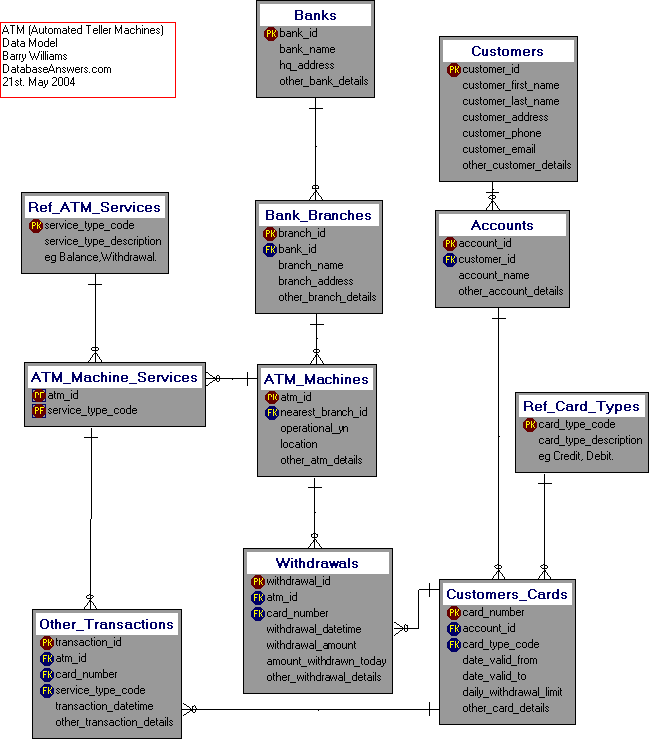 ATM (Automated Teller Machines)
Data Model
Barry Williams
DatabaseAnswers.com
21st. May 2004
Banks
PK bank_id
bank_name
hq_address
other_bank_details
Customers
PK customer_id
customer_first_name
customer_last_name
customer_address
customer_phone
customer_email
other_customer_details
Ref_ATM_Services
PK service_type_code
service_type_description
eg Balance,Withdrawal.
Bank_Branches
PK branch_id
FK bank_id
branch_name
branch_address
other_branch_details
Accounts
PK account_id
FK customer_id
account_name
other_account_details
ATM_Machine_Services
PF atm_id
PF service_type_code
ATM_Machines
PK atm_id
FK nearest_branch_id
operational_yn
location
other_atm_details
Ref_Card_Types
PK card_type_code
card_type_description
eg Credit, Debit.
Withdrawals
PK withdrawal_id
FK atm_id
FK card_number
withdrawal_datetime
withdrawal_amount
amount_withdrawn_today
other_withdrawal_details
Customers_Cards
PK card_number
FK account_id
FK card_type_code
date_valid_from
date_valid_to
daily_withdrawal_limit
other_card_details
Other_Transactions
PK transaction_id
FK atm_id
FK card_number
FK service_type_code
transaction_datetime
other_transaction_details